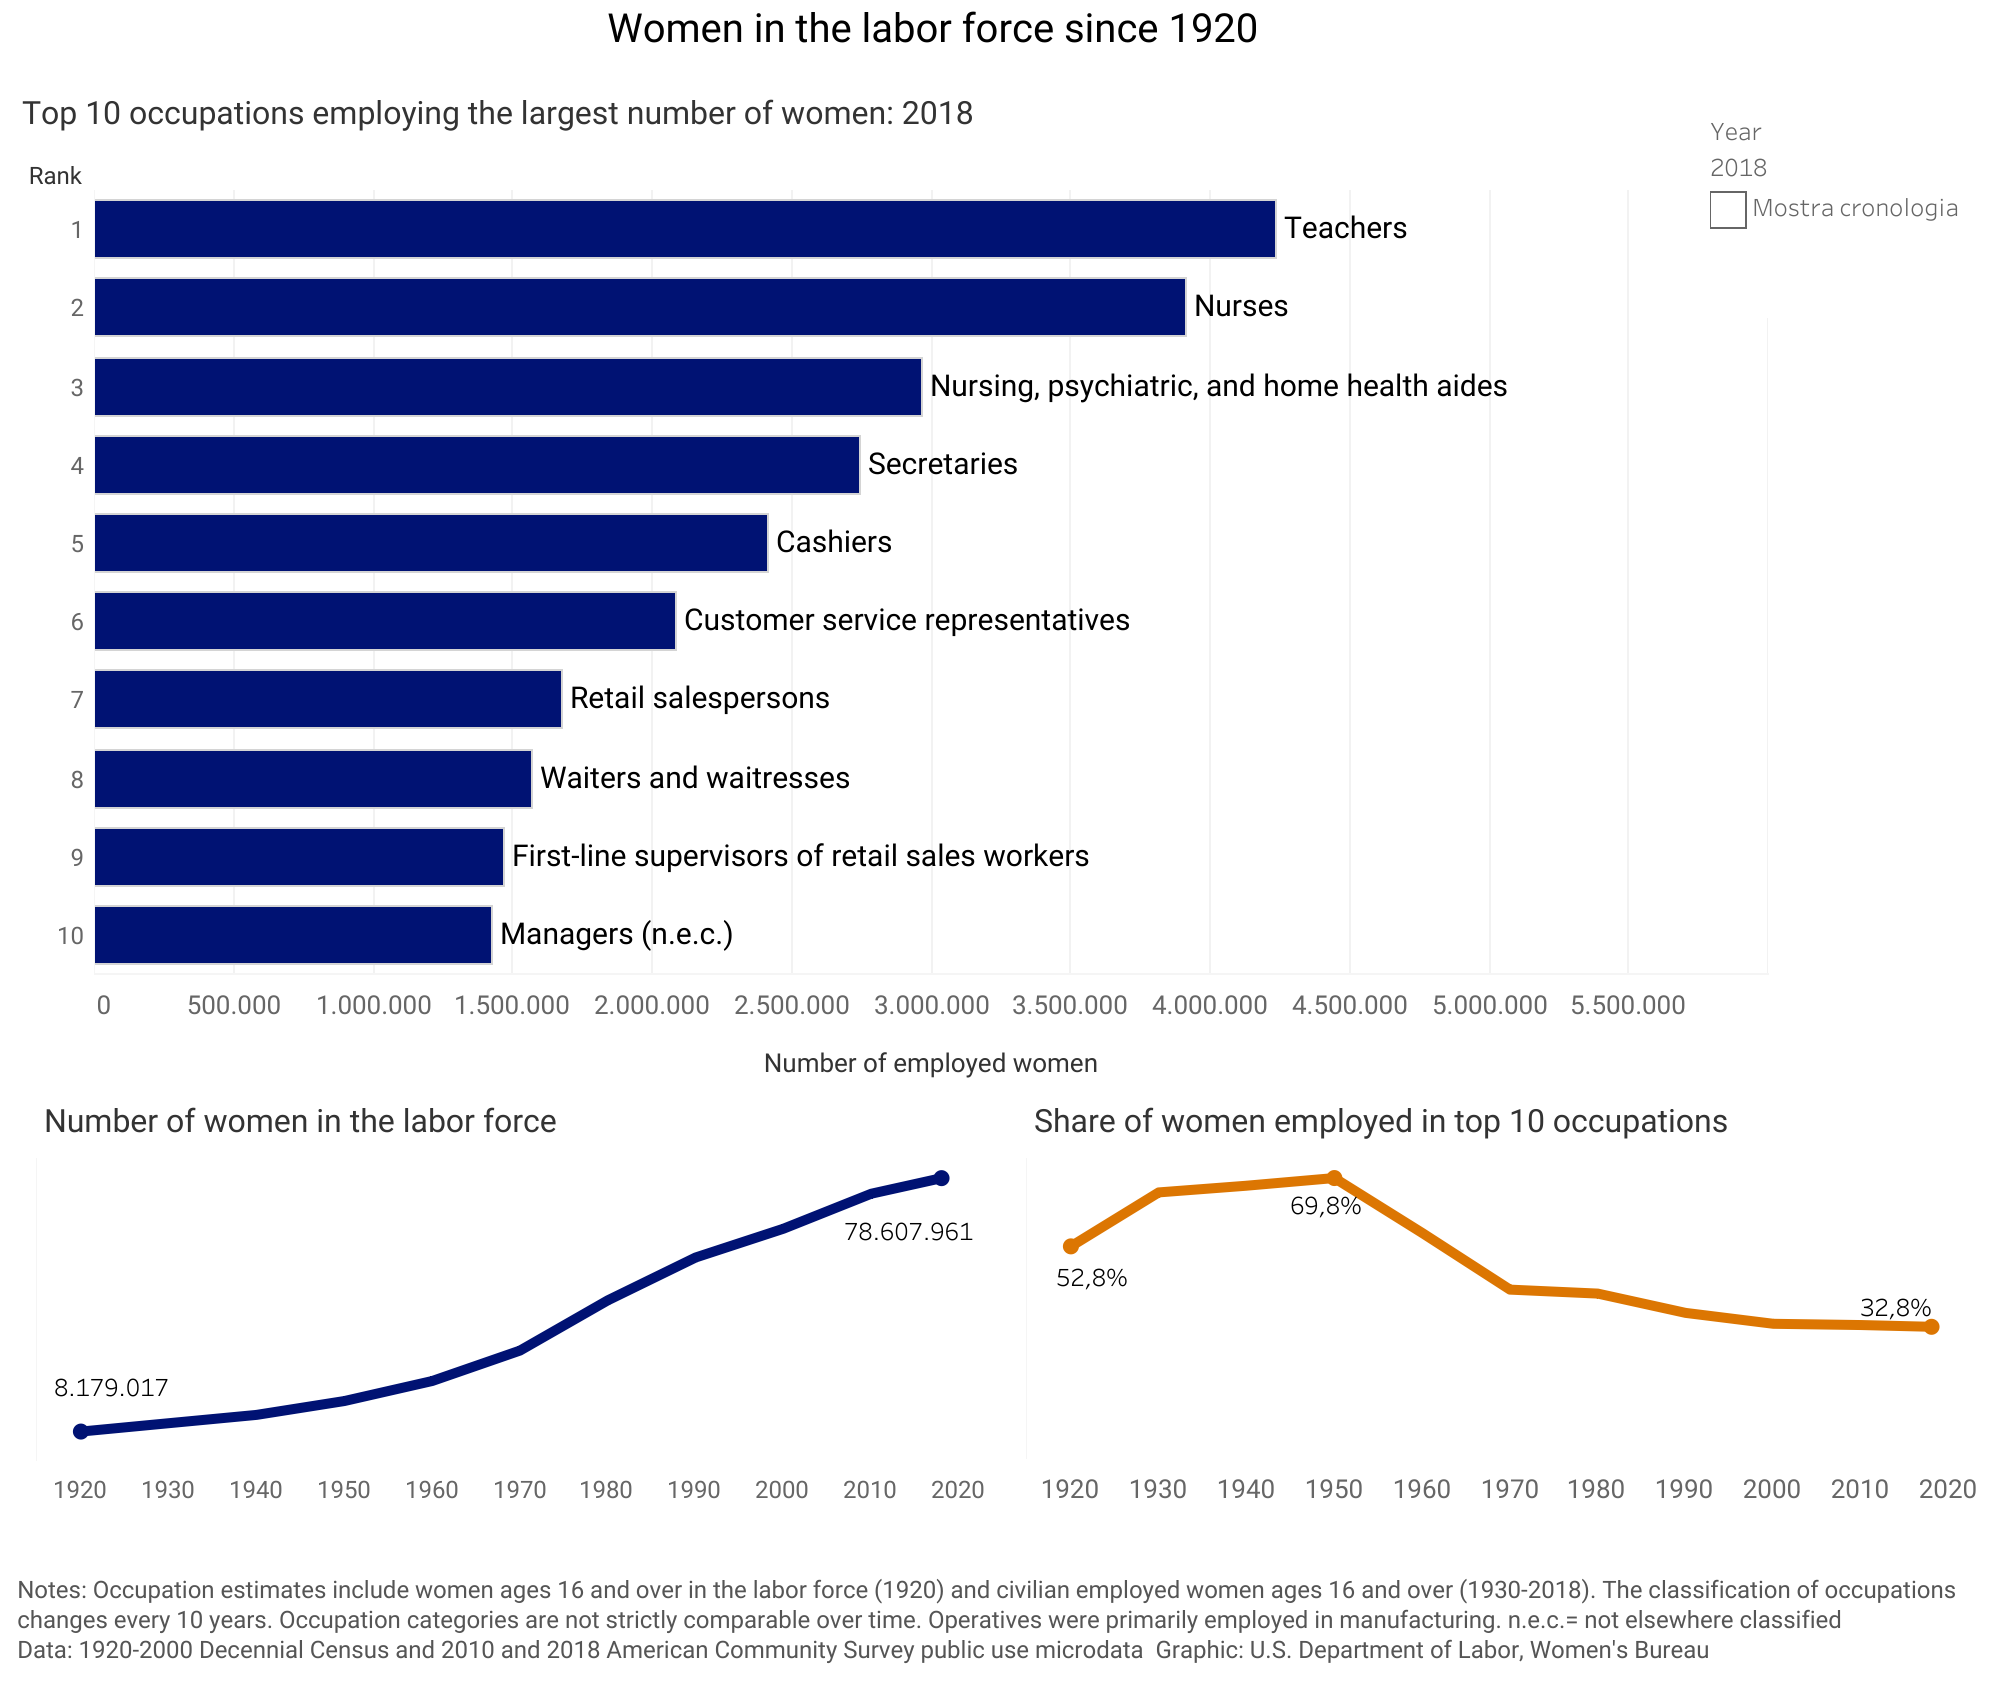 Women in the labor force since 1920
Top 10 occupations employing the largest number of women: 2018
Year
2018
Mostra cronologia
Rank
1 Teachers
2 Nurses
3 Nursing, psychiatric, and home health aides
4 Secretaries
5 Cashiers
6 Customer service representatives
7 Retail salespersons
8 Waiters and waitresses
9 First-line supervisors of retail sales workers
10 Managers (n.e.c.)
0 500.000 1.000.000 1.500.000 2.000.000 2.500.000 3.000.000 3.500.000 4.000.000 4.500.000 5.000.000 5.500.000
Number of employed women
Number of women in the labor force
78.607.961
8.179.017
1920 1930 1940 1950 1960 1970 1980 1990 2000 2010 2020
Share of women employed in top 10 occupations
69,8%
52,8%
32,8%
1920 1930 1940 1950 1960 1970 1980 1990 2000 2010 2020
Notes: Occupation estimates include women ages 16 and over in the labor force (1920) and civilian employed women ages 16 and over (1930-2018). The classification of occupations
changes every 10 years. Occupation categories are not strictly comparable over time. Operatives were primarily employed in manufacturing. n.e.c.= not elsewhere classified
Data: 1920-2000 Decennial Census and 2010 and 2018 American Community Survey public use microdata  Graphic: U.S. Department of Labor, Women's Bureau